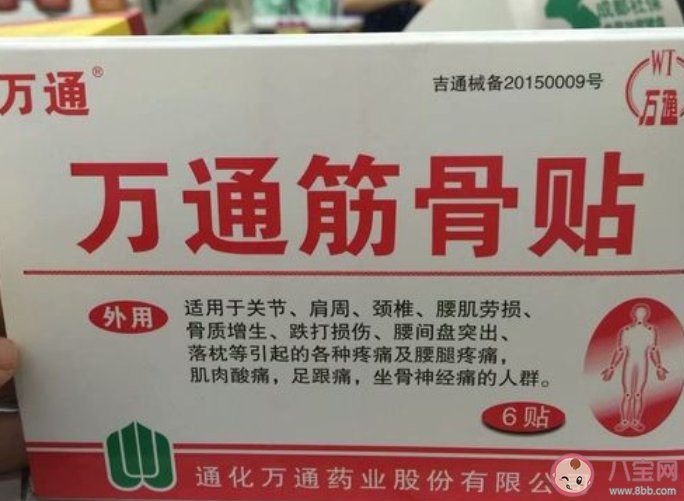 成都社保
万通®
吉通械备20150009号
WT
万通
万通筋骨贴
外用
适用于关节、肩周、颈椎、腰肌劳损、
骨质增生、跌打损伤、腰间盘突出、
落枕等引起的各种疼痛及腰腿疼痛，
肌肉酸痛，足跟痛，坐骨神经痛的人群。
6贴
通化万通药业股份有限公
八宝网
www.8bb.com